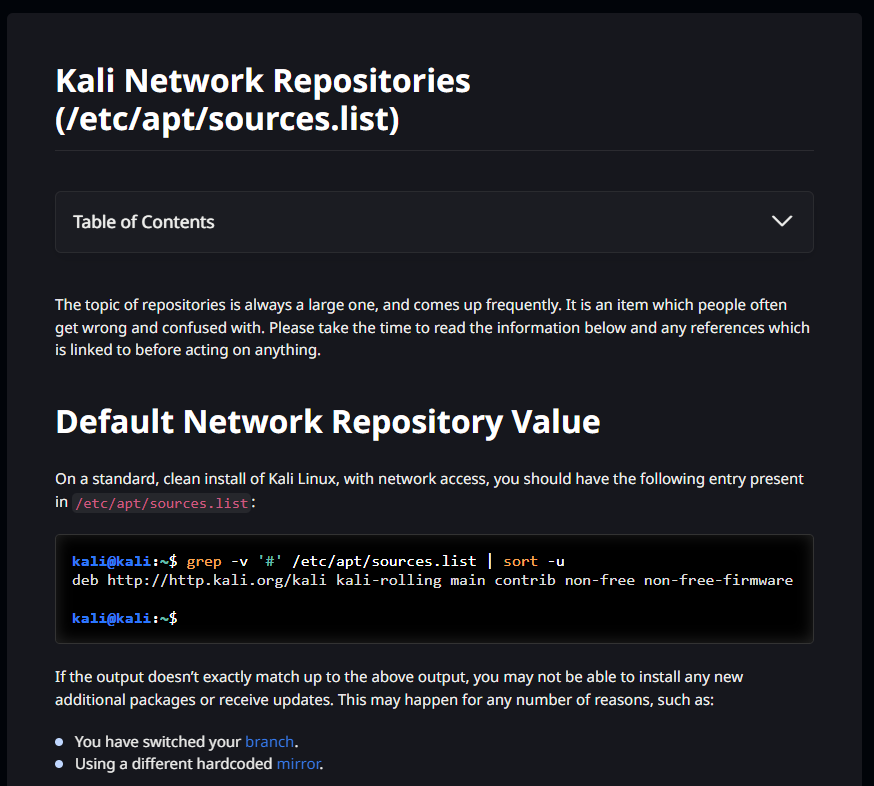 Kali Network Repositories
(/etc/apt/sources.list)
Table of Contents
The topic of repositories is always a large one, and comes up frequently. It is an item which people often
get wrong and confused with. Please take the time to read the information below and any references which
is linked to before acting on anything.
Default Network Repository Value
On a standard, clean install of Kali Linux, with network access, you should have the following entry present
in /etc/apt/sources.list:
kali@kali:~$ grep -v '#' /etc/apt/sources.list | sort -u
deb http://http.kali.org/kali kali-rolling main contrib non-free non-free-firmware
kali@kali:~$
If the output doesn’t exactly match up to the above output, you may not be able to install any new
additional packages or receive updates. This may happen for any number of reasons, such as:
• You have switched your branch.
• Using a different hardcoded mirror.